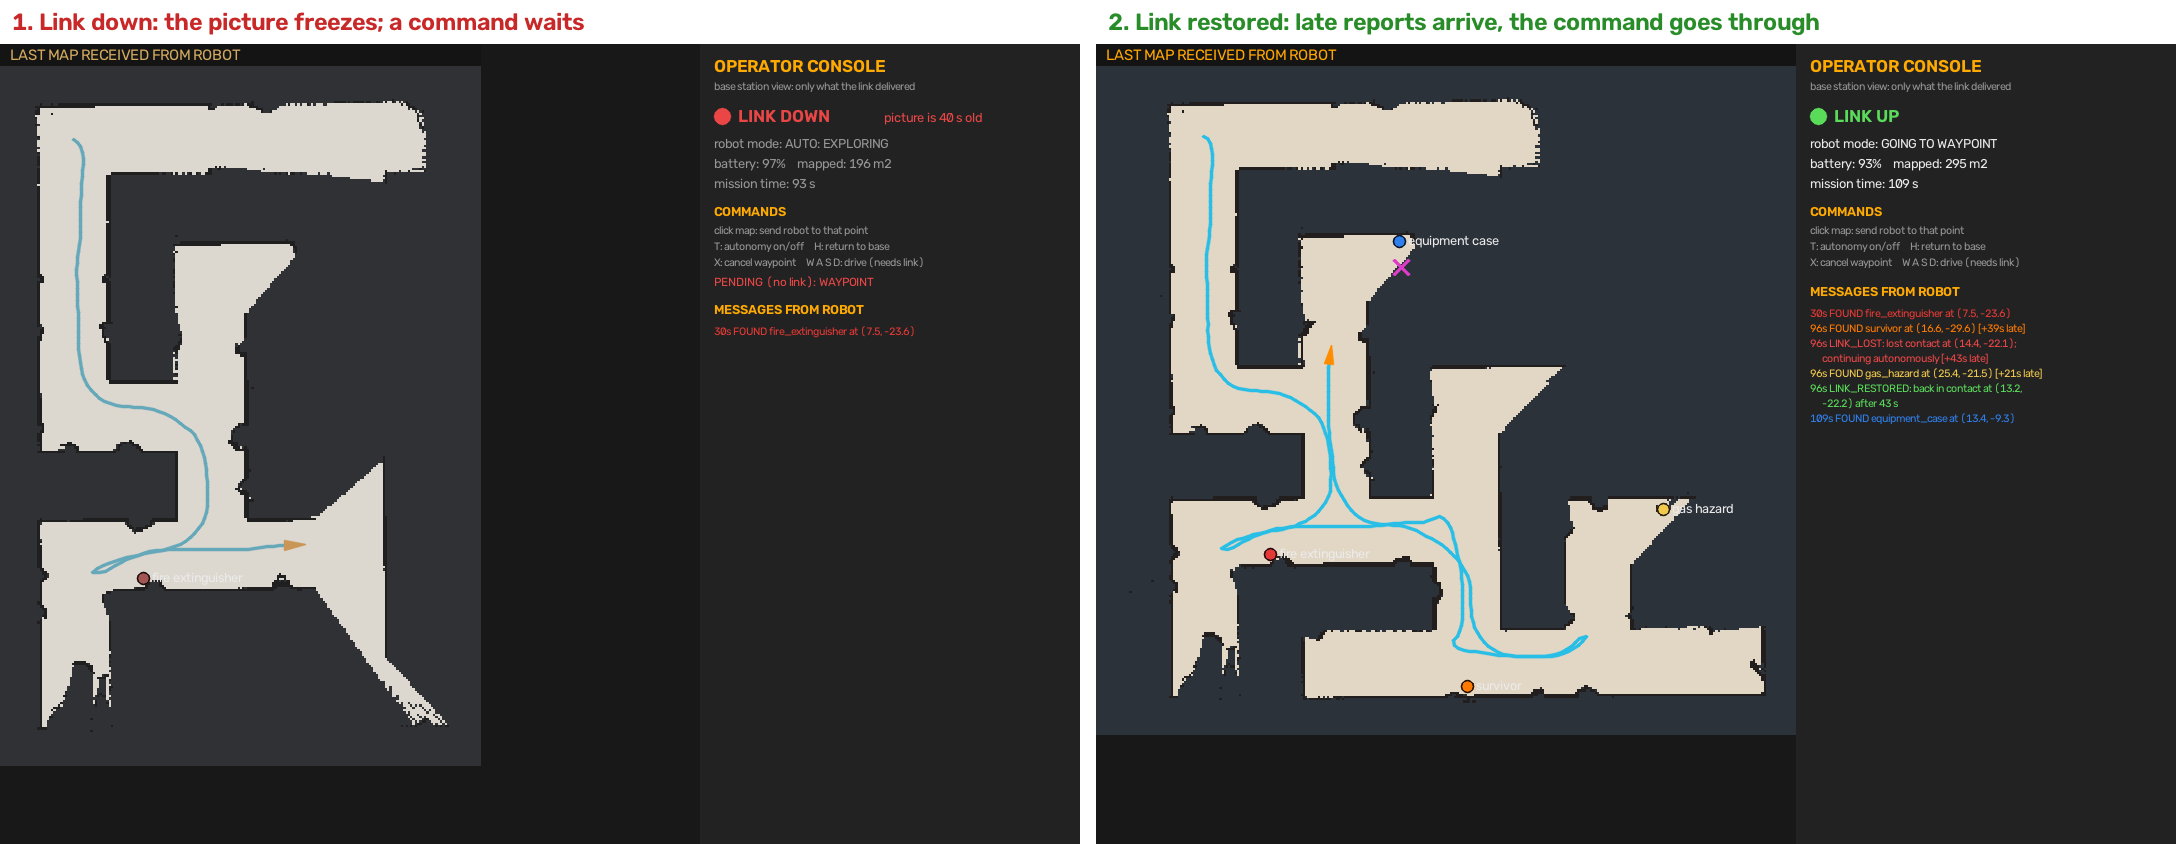 1. Link down: the picture freezes; a command waits
LAST MAP RECEIVED FROM ROBOT
fire extinguisher
OPERATOR CONSOLE
base station view: only what the link delivered
LINK DOWN picture is 40 s old
robot mode: AUTO: EXPLORING
battery: 97% mapped: 196 m2
mission time: 93 s
COMMANDS
click map: send robot to that point
T: autonomy on/off H: return to base
X: cancel waypoint W A S D: drive (needs link)
PENDING (no link): WAYPOINT
MESSAGES FROM ROBOT
30s FOUND fire_extinguisher at (7.5, -23.6)
2. Link restored: late reports arrive, the command goes through
LAST MAP RECEIVED FROM ROBOT
equipment case
gas hazard
fire extinguisher
survivor
OPERATOR CONSOLE
base station view: only what the link delivered
LINK UP
robot mode: GOING TO WAYPOINT
battery: 93% mapped: 295 m2
mission time: 109 s
COMMANDS
click map: send robot to that point
T: autonomy on/off H: return to base
X: cancel waypoint W A S D: drive (needs link)
MESSAGES FROM ROBOT
30s FOUND fire_extinguisher at (7.5, -23.6)
96s FOUND survivor at (16.6, -29.6) [+39s late]
96s LINK_LOST: lost contact at (14.4, -22.1);
continuing autonomously [+43s late]
96s FOUND gas_hazard at (25.4, -21.5) [+21s late]
96s LINK_RESTORED: back in contact at (13.2,
-22.2) after 43 s
109s FOUND equipment_case at (13.4, -9.3)